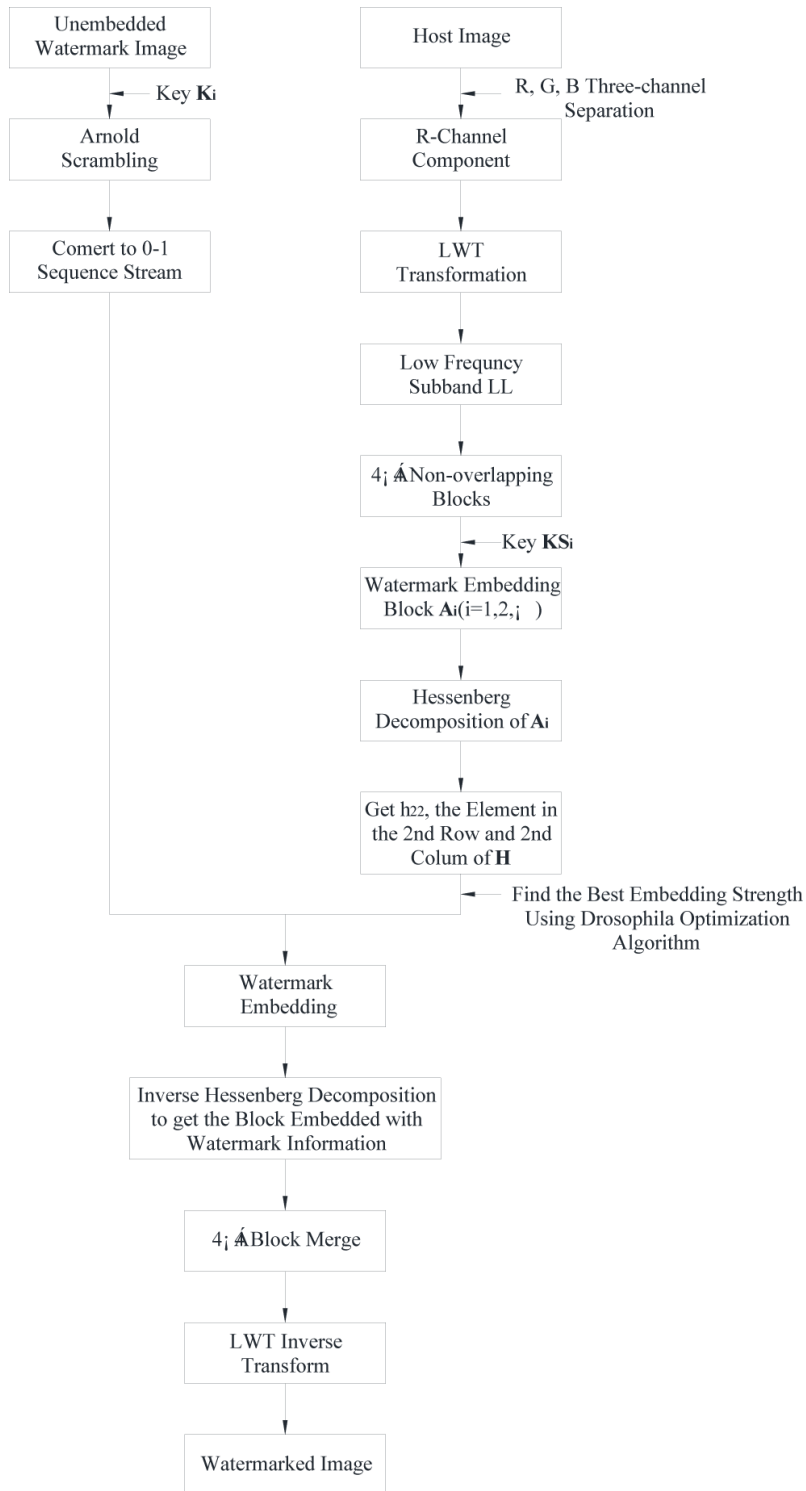 Unembedded
Watermark Image
Key Ki
Arnold
Scrambling
Comert to 0-1
Sequence Stream
Host Image
R, G, B Three-channel
Separation
R-Channel
Component
LWT
Transformation
Low Frequncy
Subband LL
Non-overlapping
Blocks
Key KSi
Watermark Embedding
Block Ai(i=1,2,¡ )
Hessenberg
Decomposition of Ai
Get h22, the Element in
the 2nd Row and 2nd
Colum of H
Find the Best Embedding Strength
Using Drosophila Optimization
Algorithm
Watermark
Embedding
Inverse Hessenberg Decomposition
to get the Block Embedded with
Watermark Information
Block Merge
LWT Inverse
Transform
Watermarked Image